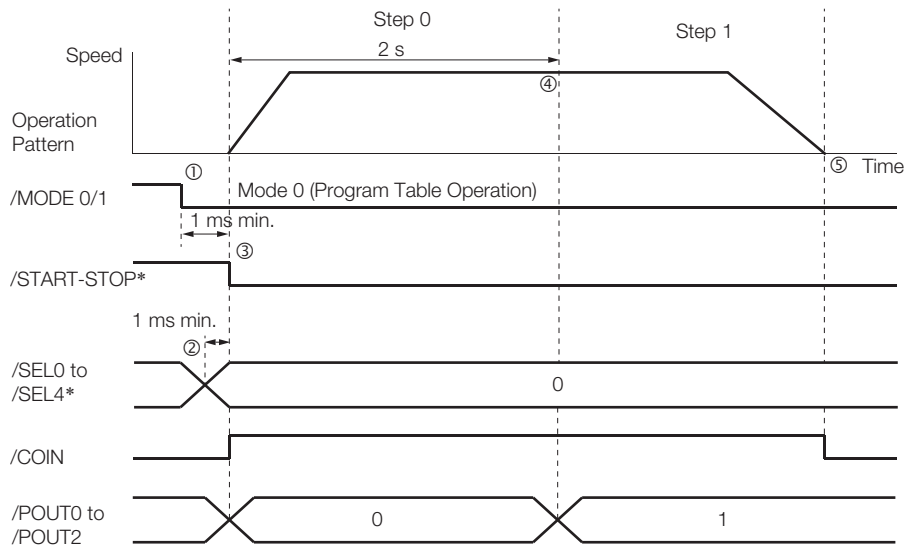 Step 0
Step 1
Speed
2 s
④
Operation
Pattern
⑤ Time
①
/MODE 0/1
Mode 0 (Program Table Operation)
1 ms min.
③
/START-STOP*
1 ms min.
②
/SEL0 to
/SEL4*
0
/COIN
/POUT0 to
/POUT2
0
1